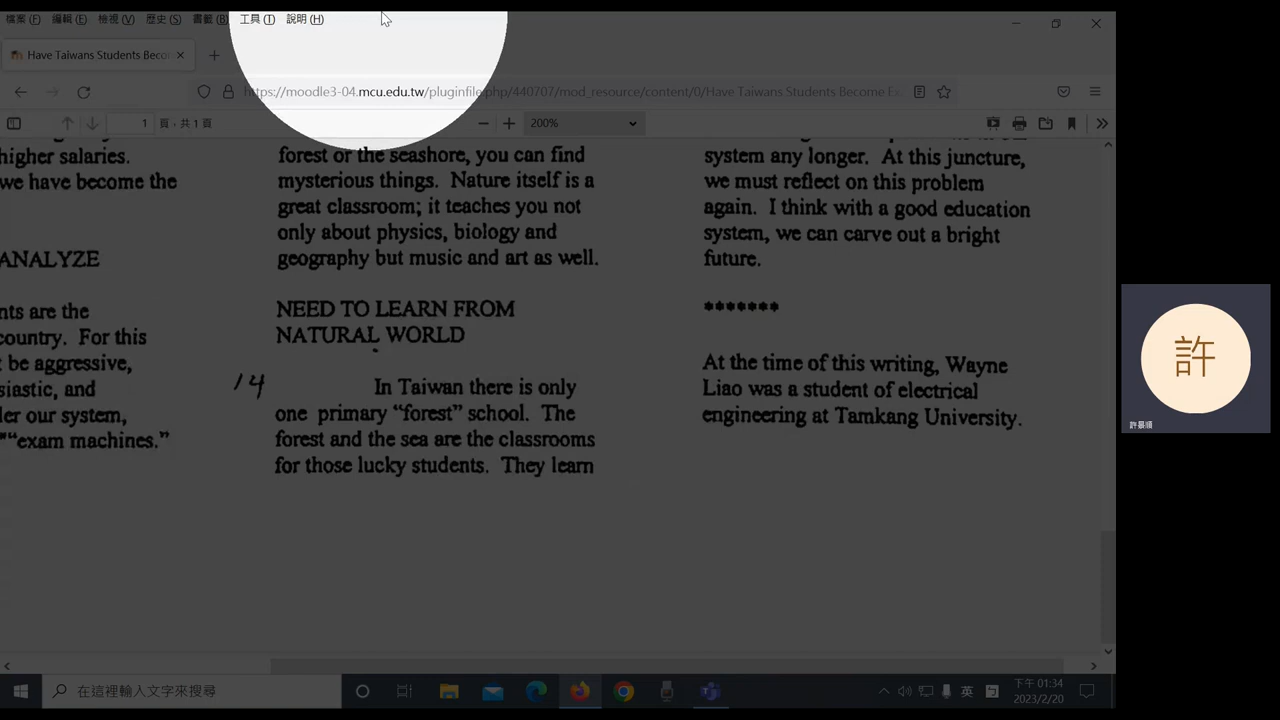 檔案 (F) 編輯 (E) 檢視 (V) 歷史 (S) 書籤 (B) 工具 (T) 說明 (H)
Have Taiwans Students Beco
https://moodle3-04.mcu.edu.tw/pluginfile.php/440707/mod_resource/content/0/Have Taiwans Students Become Ex
1 頁，共 1 頁
200%
higher salaries.
we have become the
ANALYZE
nts are the
country. For this
t be aggressive,
siastic, and
ler our system,
"exam machines."
forest or the seashore, you can find
mysterious things. Nature itself is a
great classroom; it teaches you not
only about physics, biology and
geography but music and art as well.
NEED TO LEARN FROM
NATURAL WORLD
14
In Taiwan there is only
one primary "forest" school. The
forest and the sea are the classrooms
for those lucky students. They learn
system any longer. At this juncture,
we must reflect on this problem
again. I think with a good education
system, we can carve out a bright
future.
*******
At the time of this writing, Wayne
Liao was a student of electrical
engineering at Tamkang University.
許
許景順
在這裡輸入文字來搜尋
英
下午 01:34
2023/2/20